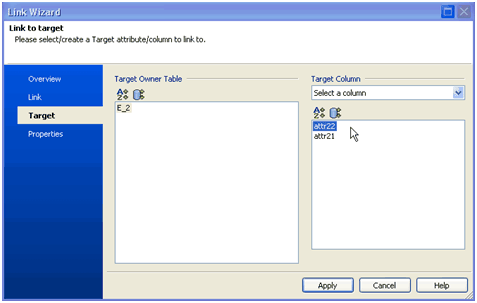 Link Wizard
Link to target
Please select/create a Target attribute/column to link to.
Overview
Link
Target
Properties
Target Owner Table
E_2
Target Column
Select a column
attr22
attr21
Apply
Cancel
Help